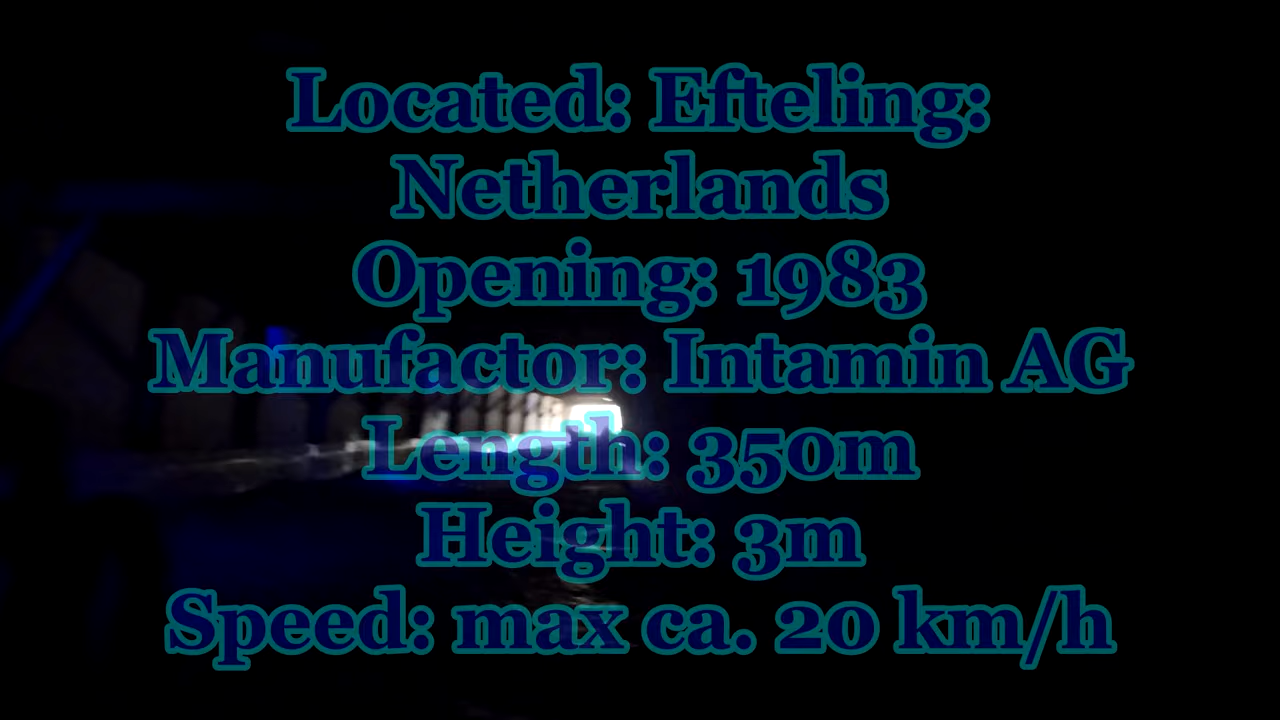 Located: Efteling:
Netherlands
Opening: 1983
Manufactor: Intamin AG
Length: 350m
Height: 3m
Speed: max ca. 20 km/h